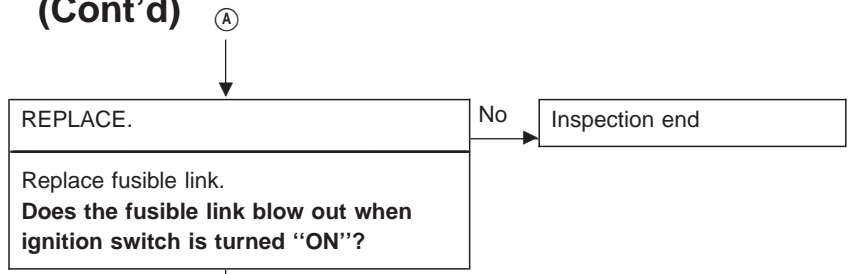 (Cont’d)
A
REPLACE.
No
Inspection end
Replace fusible link.
Does the fusible link blow out when
ignition switch is turned ‘‘ON’’?